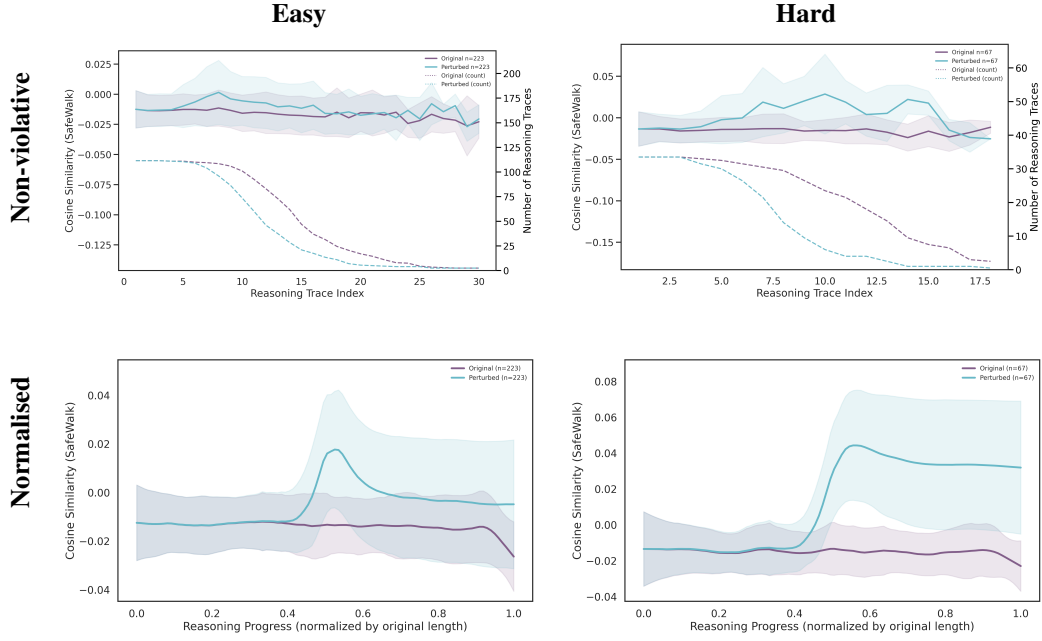 Easy
Hard
Non-violative
Cosine Similarity (SafeWalk)
0.025
0.000
−0.025
−0.050
−0.075
−0.100
−0.125
Original n=223
Perturbed n=223
Original (count)
Perturbed (count)
200
175
150
125
100
75
50
25
0
Number of Reasoning Traces
0 5 10 15 20 25 30
Reasoning Trace Index
Cosine Similarity (SafeWalk)
0.05
0.00
−0.05
−0.10
−0.15
Original n=67
Perturbed n=67
Original (count)
Perturbed (count)
60
50
40
30
20
10
0
Number of Reasoning Traces
2.5 5.0 7.5 10.0 12.5 15.0 17.5
Reasoning Trace Index
Normalised
Cosine Similarity (SafeWalk)
0.04
0.02
0.00
−0.02
−0.04
Original (n=223)
Perturbed (n=223)
0.0 0.2 0.4 0.6 0.8 1.0
Reasoning Progress (normalized by original length)
Cosine Similarity (SafeWalk)
0.08
0.06
0.04
0.02
0.00
−0.02
−0.04
Original (n=67)
Perturbed (n=67)
0.0 0.2 0.4 0.6 0.8 1.0
Reasoning Progress (normalized by original length)